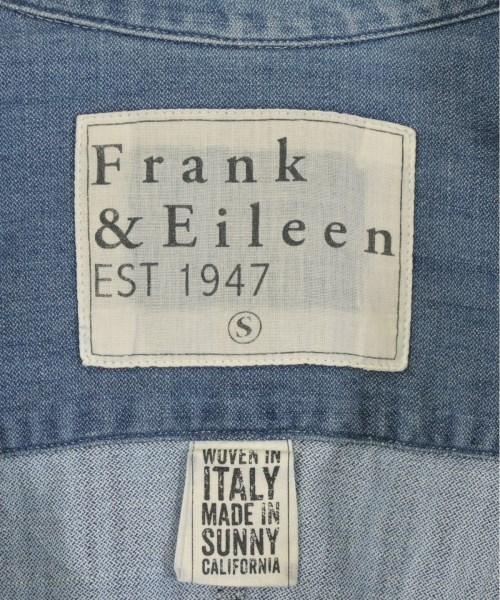 Frank
& Eileen
EST 1947
S
WOVEN IN
ITALY
MADE IN
SUNNY
CALIFORNIA